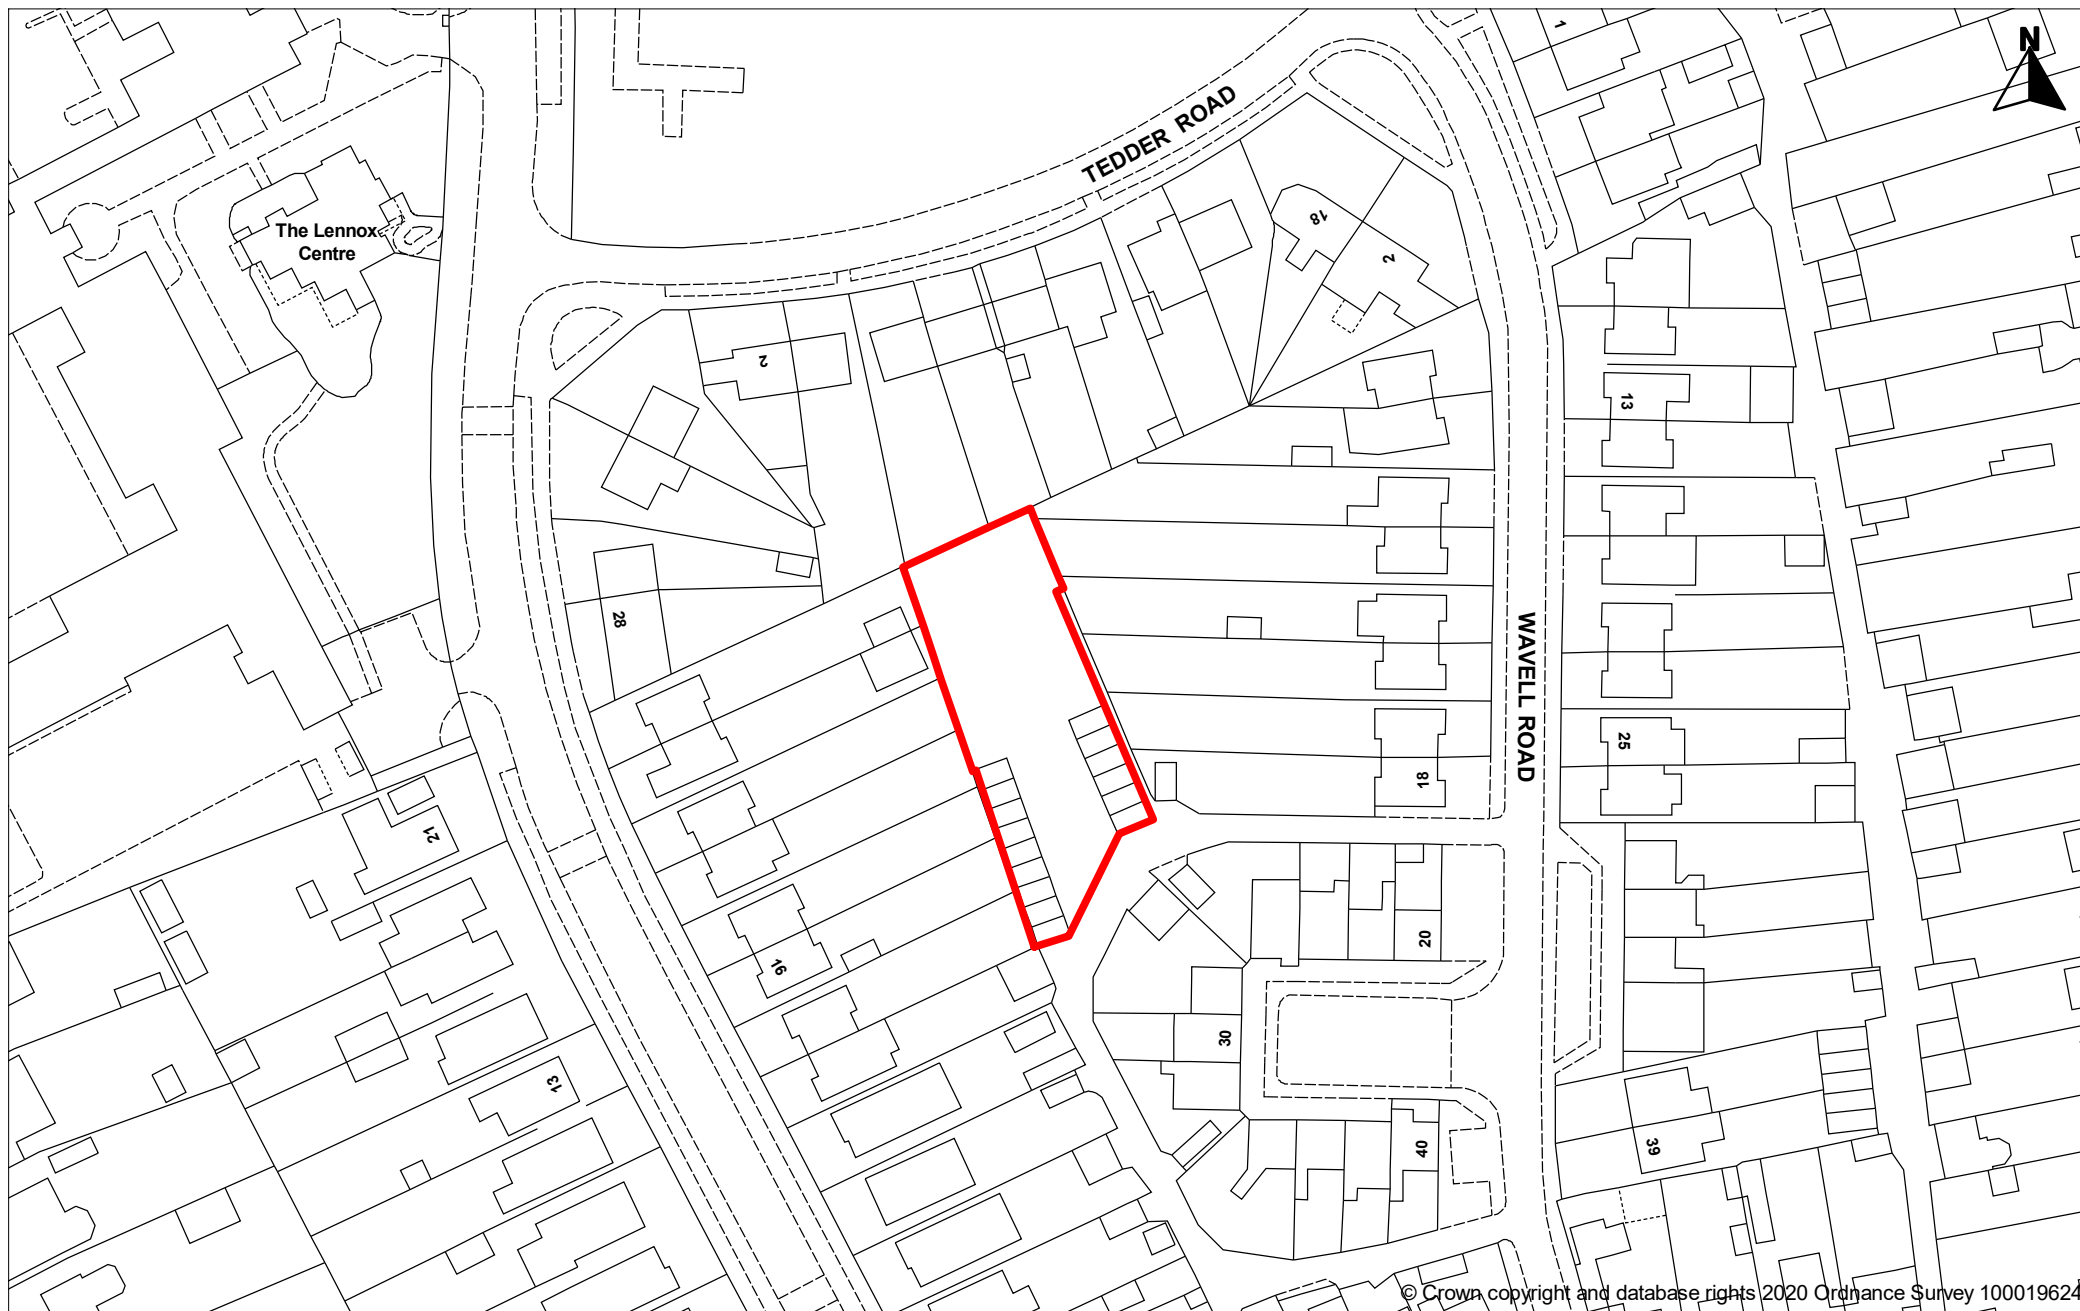 1
N
TEDDER ROAD
The Lennox
Centre
18
2
2
13
28
WAVELL ROAD
25
18
21
16
20
30
13
40
39
© Crown copyright and database rights 2020 Ordnance Survey 100019624